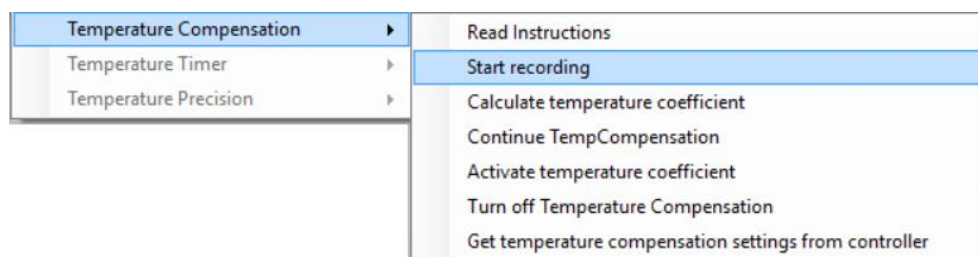 Temperature Compensation
Temperature Timer
Temperature Precision
Read Instructions
Start recording
Calculate temperature coefficient
Continue TempCompensation
Activate temperature coefficient
Turn off Temperature Compensation
Get temperature compensation settings from controller